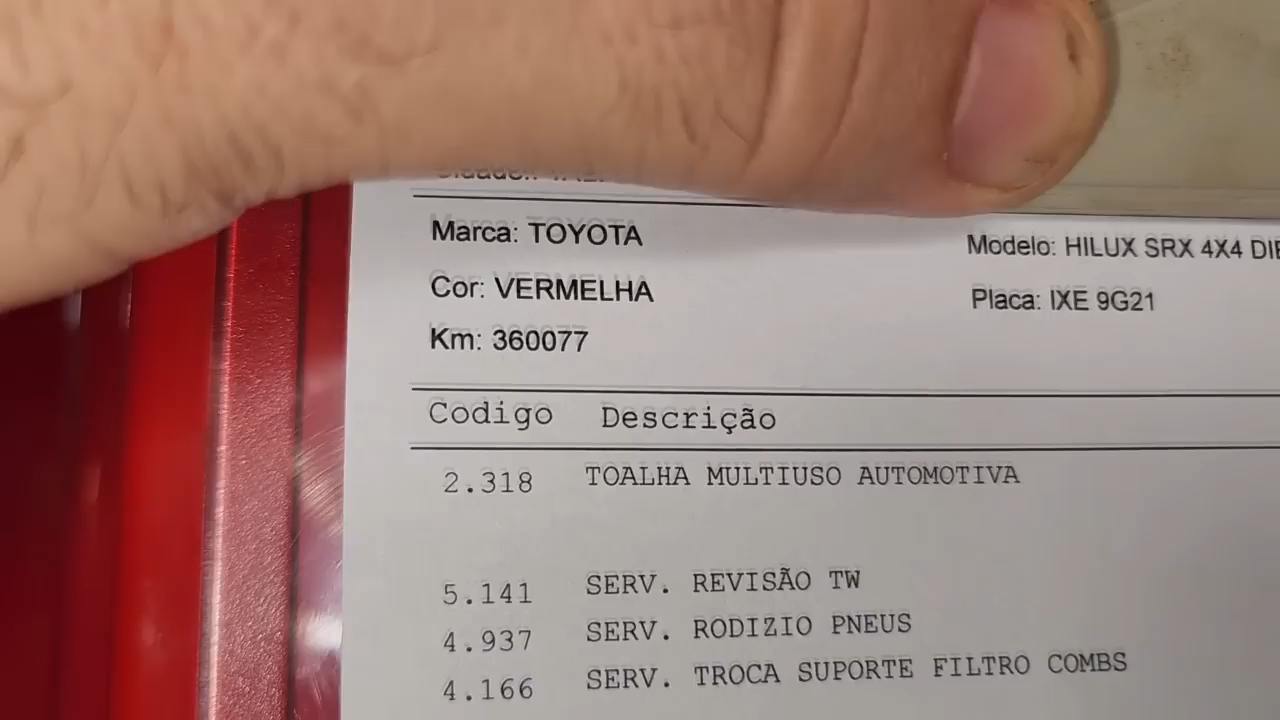 Marca: TOYOTA
Modelo: HILUX SRX 4X4
Cor: VERMELHA
Placa: IXE 9G21
Km: 360077
Codigo Descrição
2.318 TOALHA MULTIUSO AUTOMOTIVA
5.141 SERV. REVISÃO TW
4.937 SERV. RODIZIO PNEUS
4.166 SERV. TROCA SUPORTE FILTRO COMBS